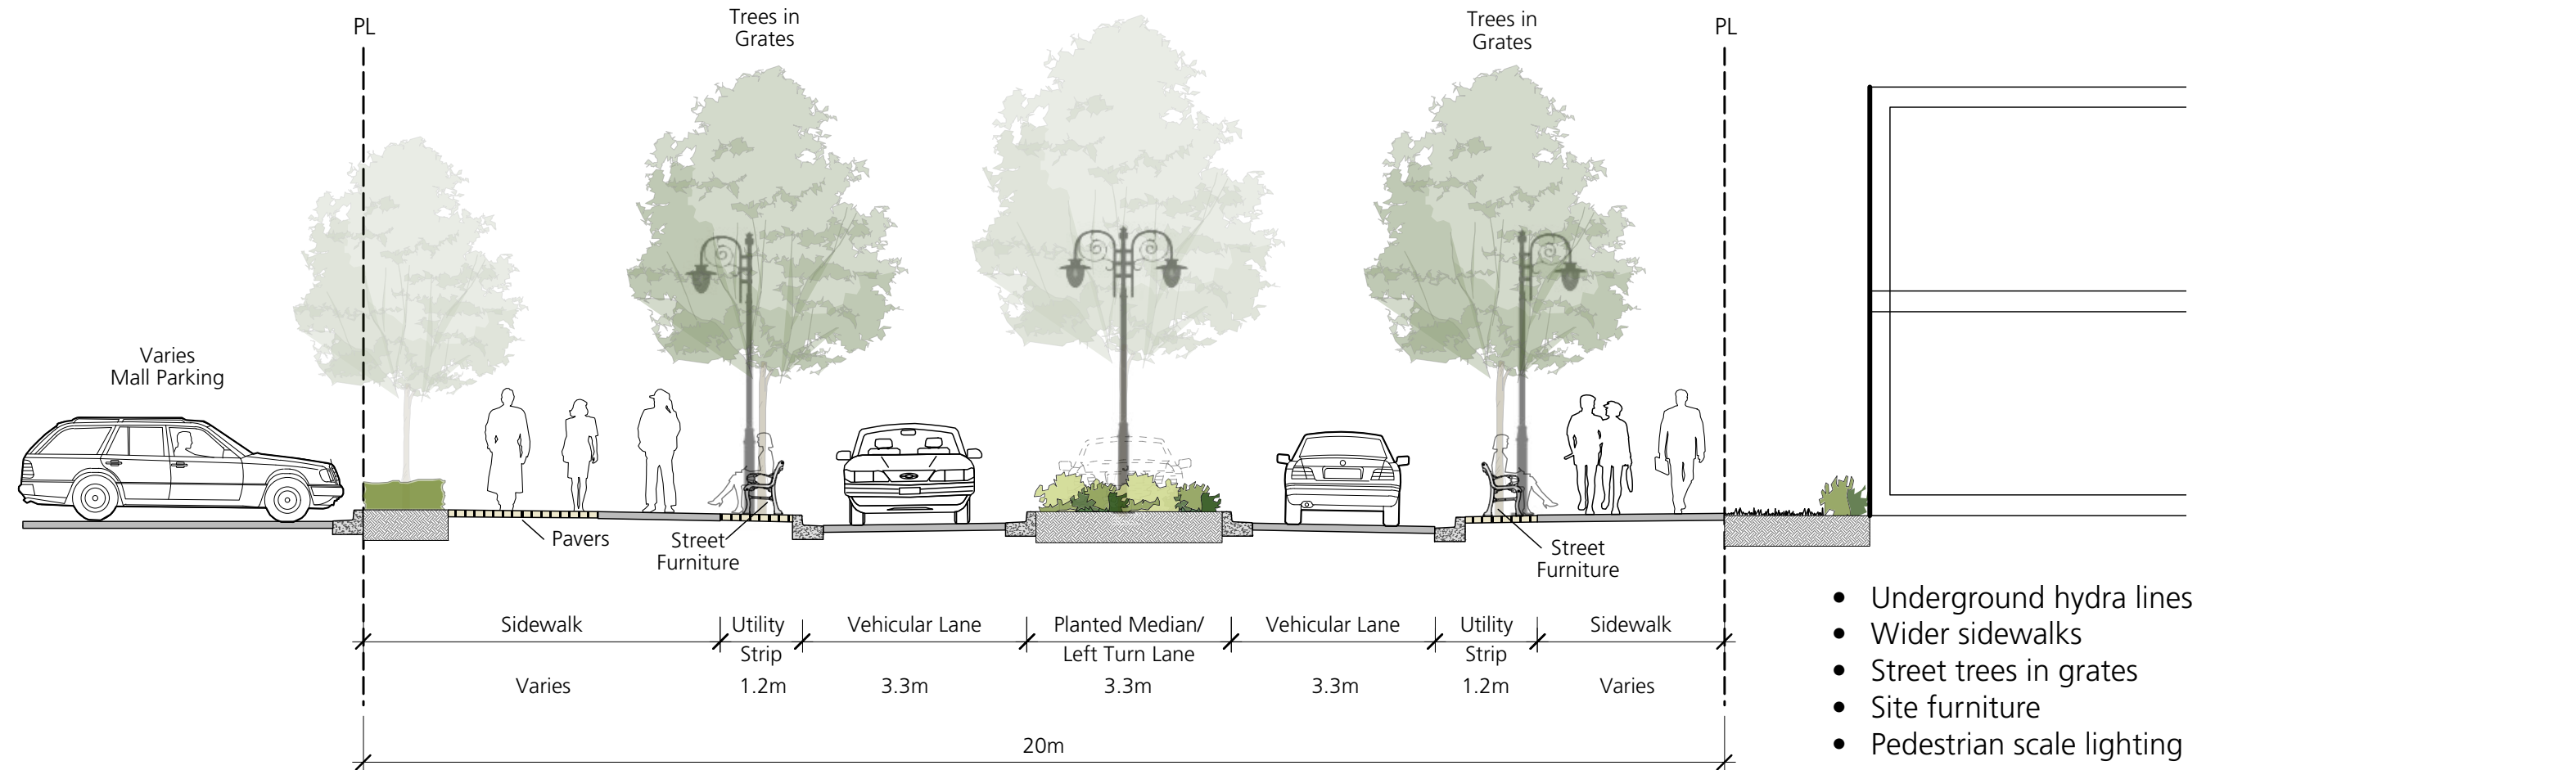 PL
Trees in
Grates
Trees in
Grates
PL
Varies
Mall Parking
Pavers
Street
Furniture
Street
Furniture
Sidewalk
Utility
Strip
Vehicular Lane
Planted Median/
Left Turn Lane
Vehicular Lane
Utility
Strip
Sidewalk
Varies
1.2m
3.3m
3.3m
3.3m
1.2m
Varies
20m
• Underground hydra lines
• Wider sidewalks
• Street trees in grates
• Site furniture
• Pedestrian scale lighting